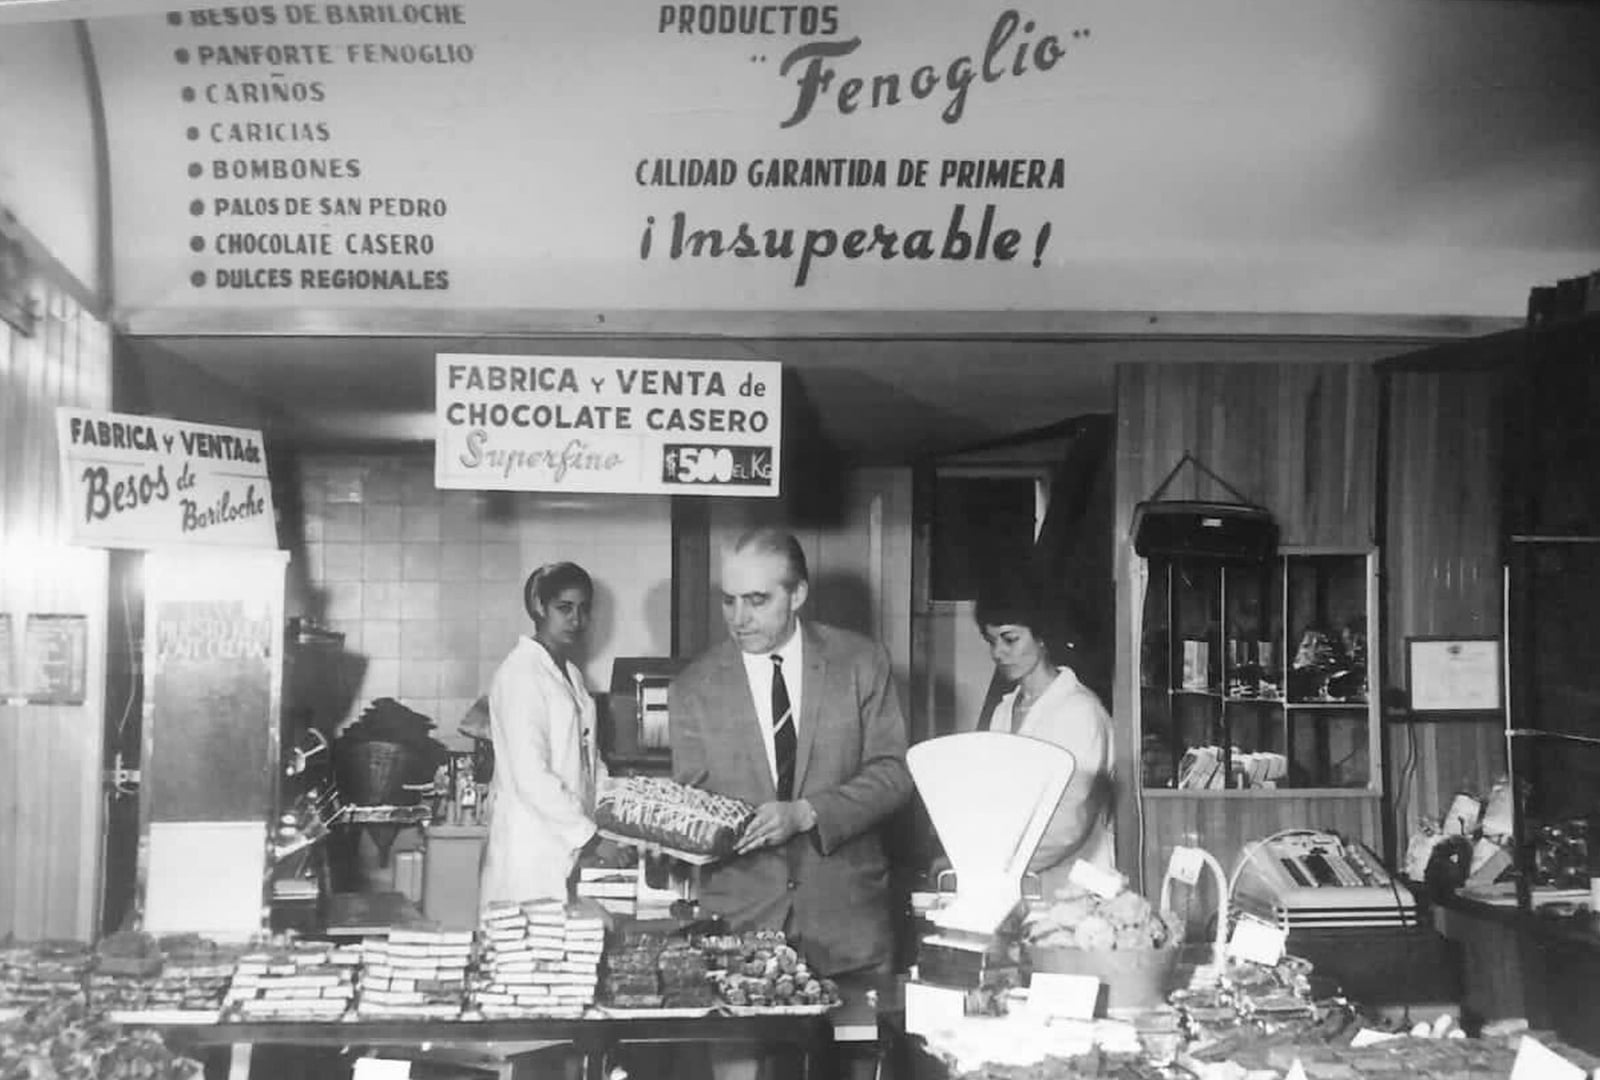 BESOS DE BARILOCHE
PANFORTE FENOGLIO
CARIÑOS
CARICIAS
BOMBONES
PALOS DE SAN PEDRO
CHOCOLATE CASERO
DULCES REGIONALES
PRODUCTOS
"Fenoglio"
CALIDAD GARANTIDA DE PRIMERA
¡Insuperable!
FABRICA Y VENTA de
CHOCOLATE CASERO
Superfino $500 EL KG
FABRICA Y VENTA de
Besos de
Bariloche